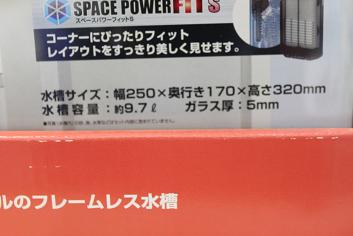 SPACE POWER FIT S
スペースパワーフィットS
コーナーにぴったりフィット
レイアウトをすっきり美しく見せます。
水槽サイズ：幅250×奥行き170×高さ320mm
水槽容量：約9.7ℓ ガラス厚：5mm
ルのフレームレス水槽